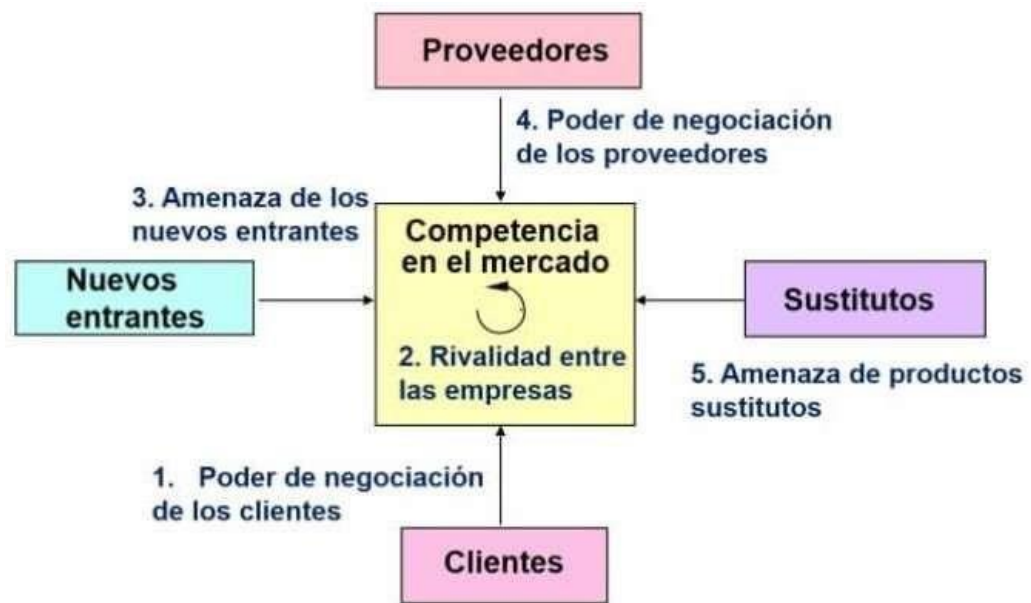 Proveedores
4. Poder de negociación
de los proveedores
3. Amenaza de los
nuevos entrantes
Competencia
en el mercado
Nuevos
entrantes
Sustitutos
2. Rivalidad entre
las empresas
5. Amenaza de productos
sustitutos
1. Poder de negociación
de los clientes
Clientes